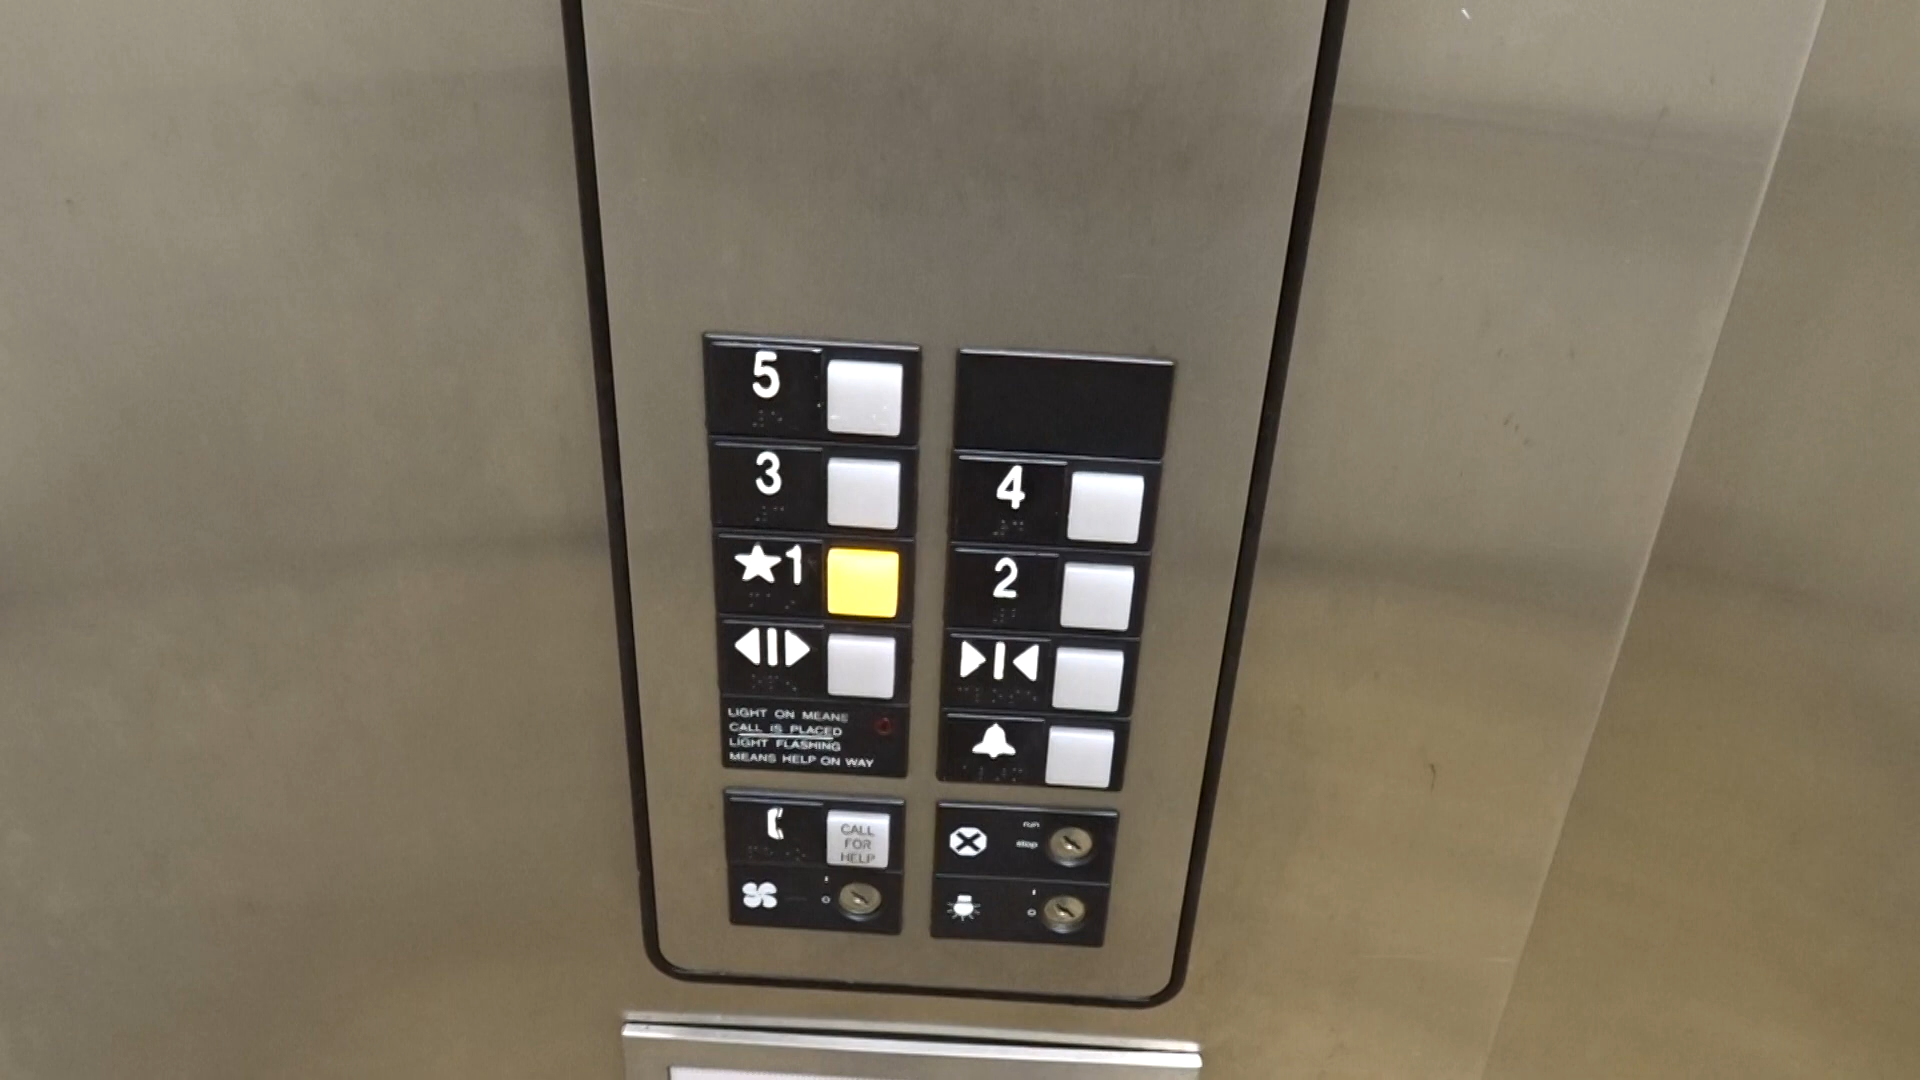 5
3
4
★1
2
LIGHT ON MEANS
CALL IS PLACED
LIGHT FLASHING
MEANS HELP ON WAY
CALL
FOR
HELP
run
stop
I
O
I
O